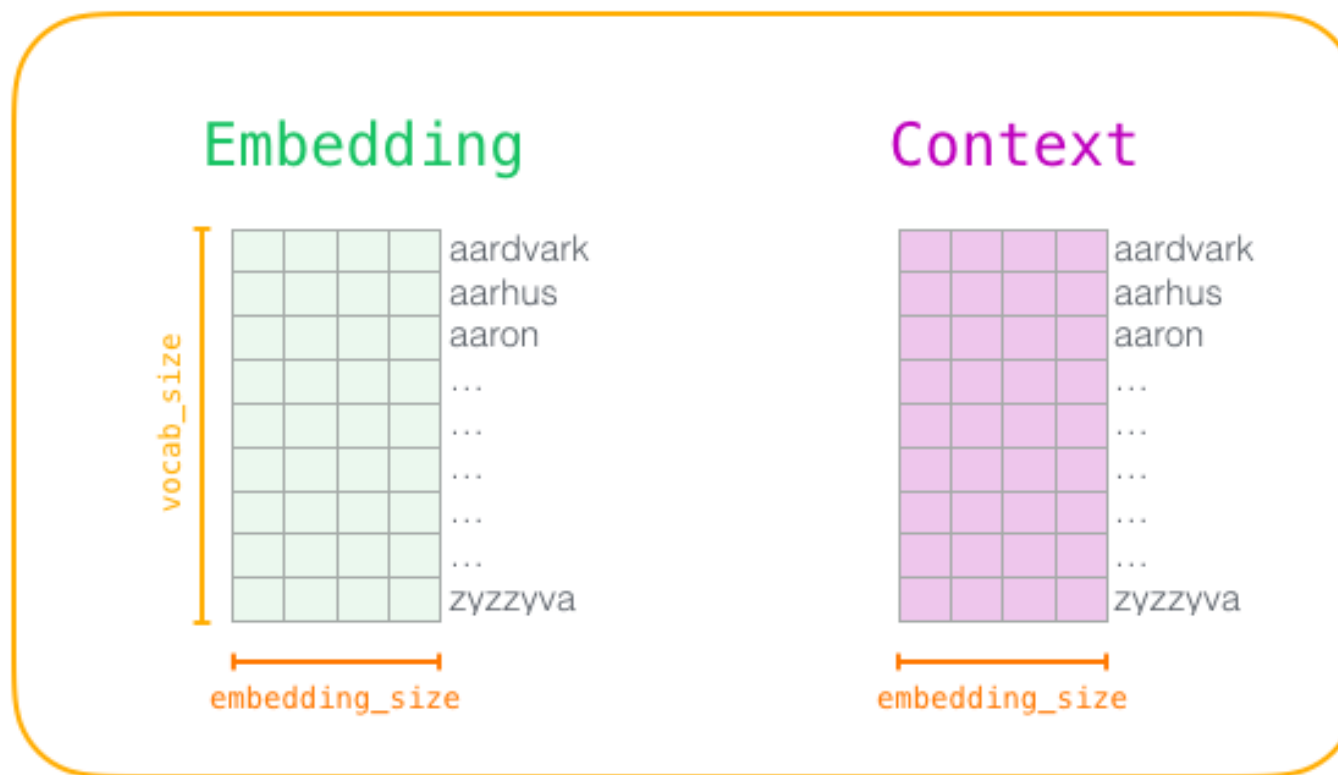 Embedding
Context
vocab_size
aardvark
aarhus
aaron
...
...
...
...
...
zyzzyva
embedding_size
aardvark
aarhus
aaron
...
...
...
...
...
zyzzyva
embedding_size